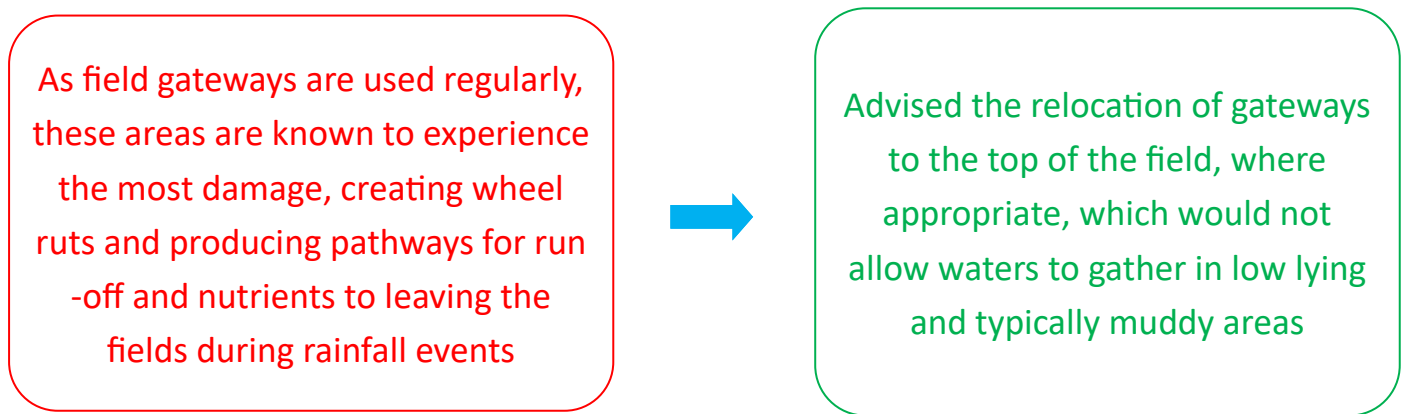 As field gateways are used regularly,
these areas are known to experience
the most damage, creating wheel
ruts and producing pathways for run
-off and nutrients to leaving the
fields during rainfall events
Advised the relocation of gateways
to the top of the field, where
appropriate, which would not
allow waters to gather in low lying
and typically muddy areas